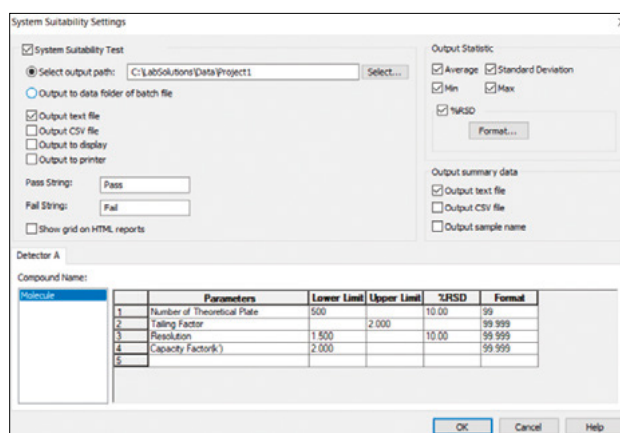 System Suitability Settings
System Suitability Test
Select output path: C:\LabSolutions\Data\Project1 Select...
Output to data folder of batch file
Output text file
Output CSV file
Output to display
Output to printer
Pass String: Pass
Fail String: Fail
Show grid on HTML reports
Output Statistic
Average Standard Deviation
Min Max
%RSD
Format...
Output summary data
Output text file
Output CSV file
Output sample name
Detector A
Compound Name:
Molecule
Parameters Lower Limit Upper Limit %RSD Format
1 Number of Theoretical Plate 500 10.00 99
2 Tailing Factor 2.000 99.999
3 Resolution 1.500 10.00 99.999
4 Capacity Factor(k') 2.000 99.999
5
OK Cancel Help